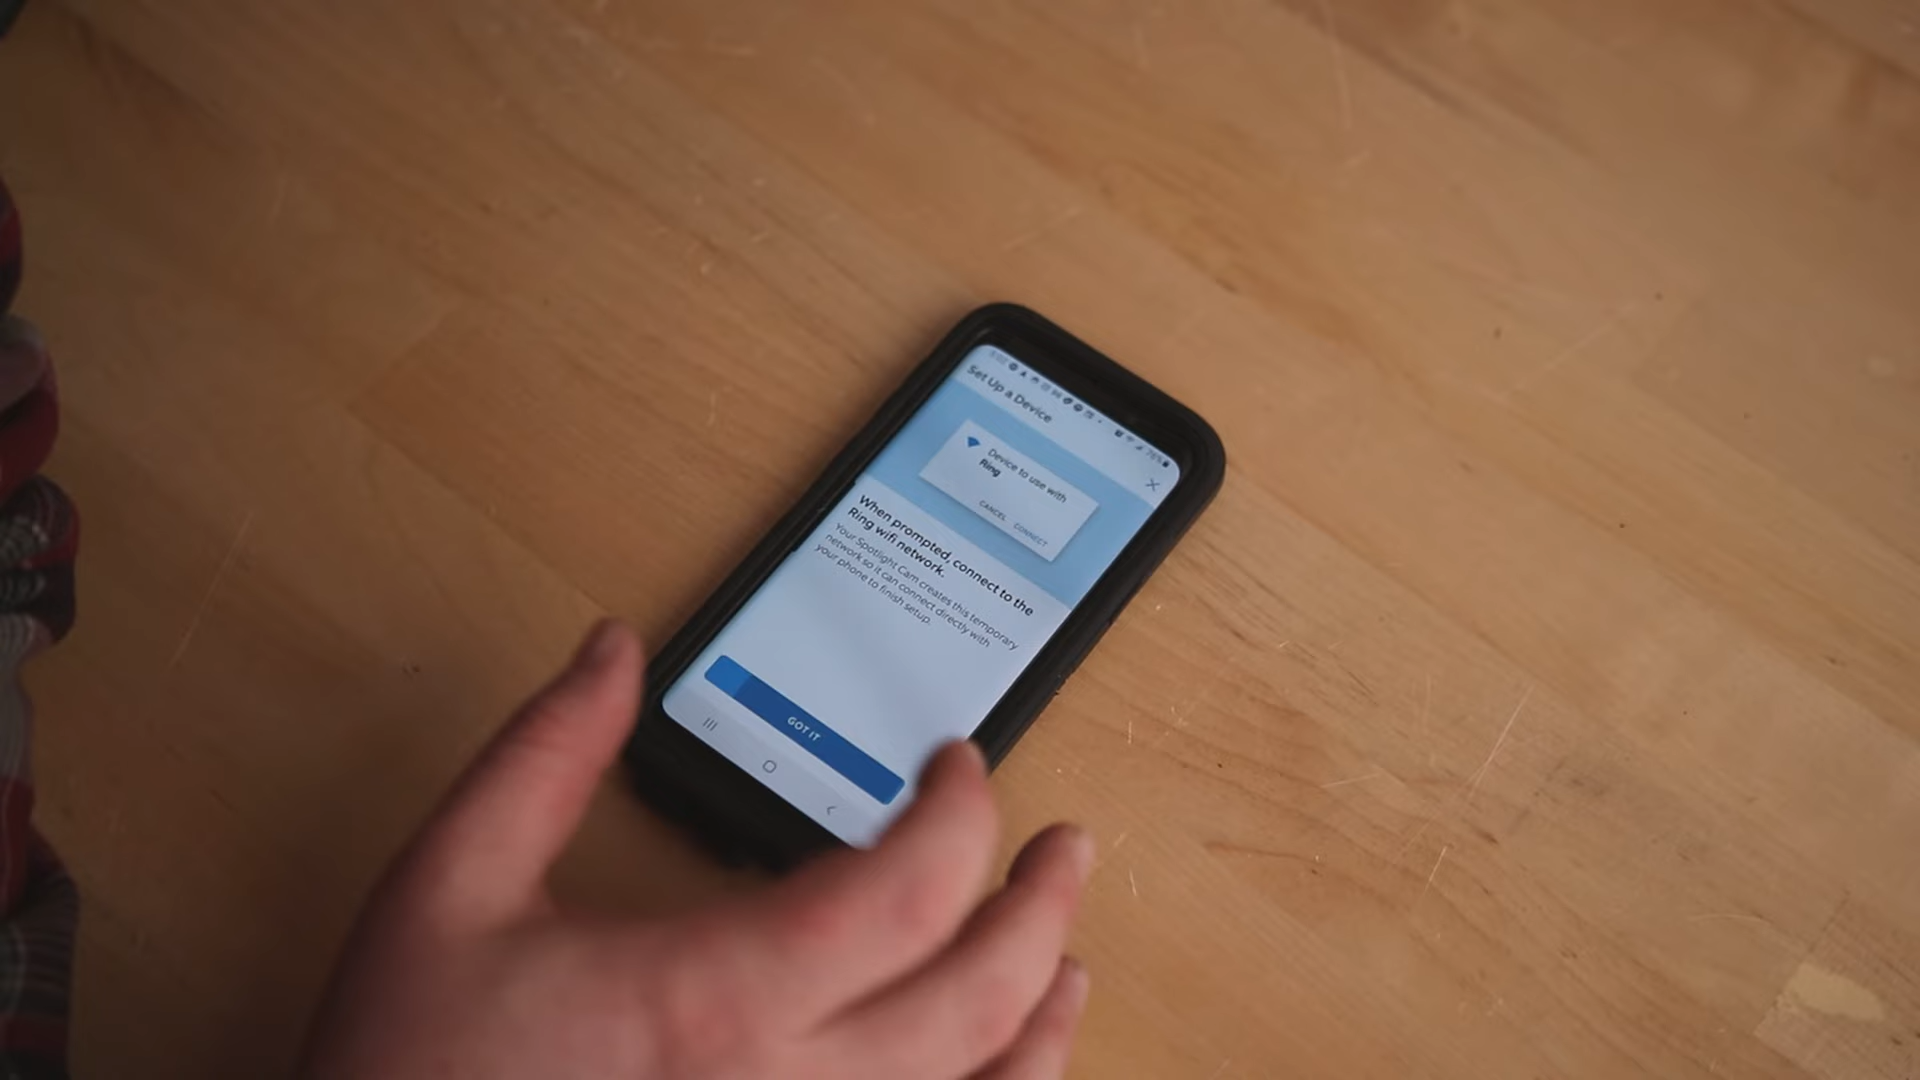 76%
Set Up a Device
Device to use with
Ring
CANCEL CONNECT
When prompted, connect to the
Ring wifi network.
Your Spotlight Cam creates this temporary
network so it can connect directly with
your phone to finish setup.
GOT IT